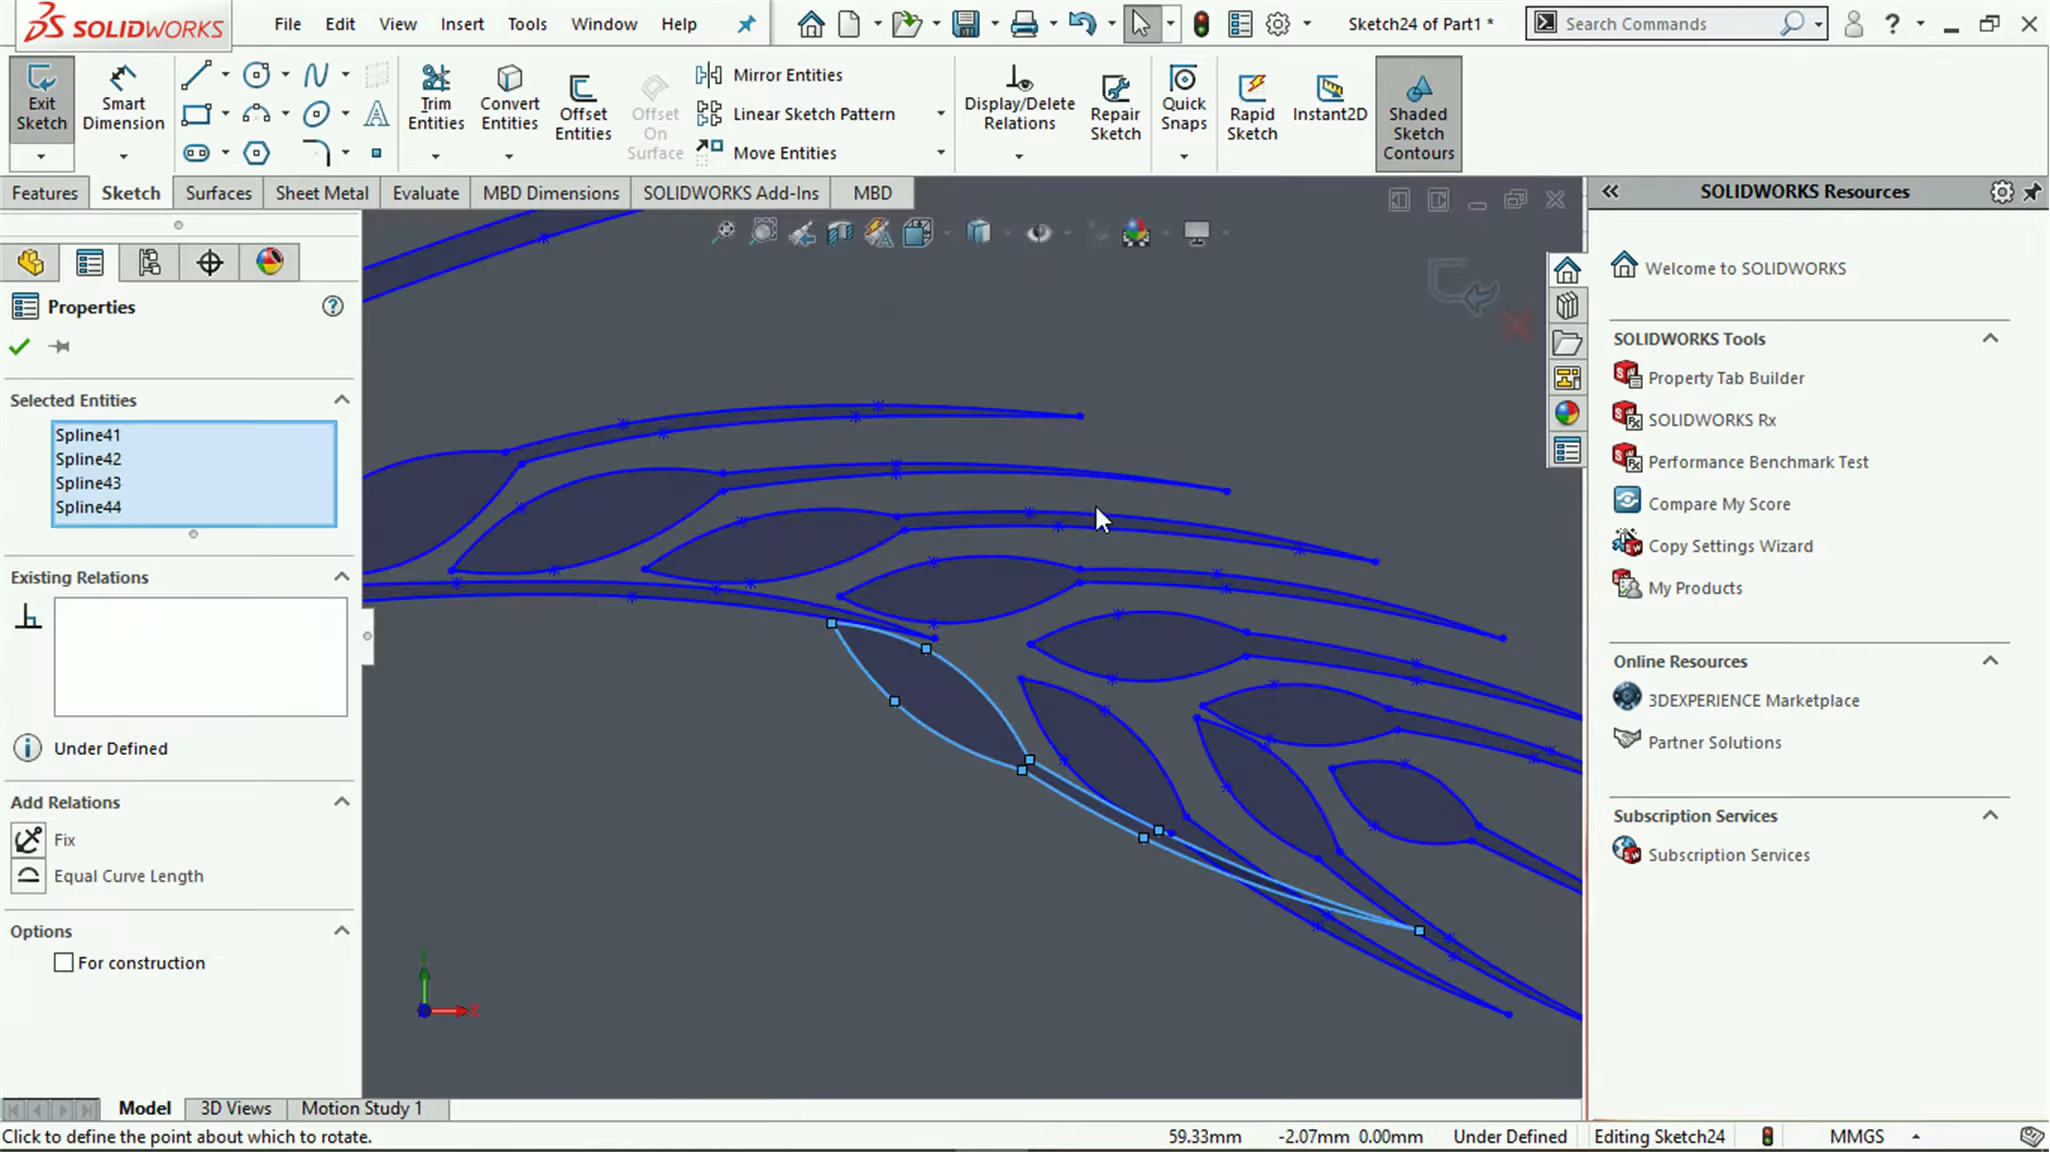 SOLIDWORKS
File Edit View Insert Tools Window Help
Sketch24 of Part1 *
Search Commands
Exit Sketch
Smart Dimension
Trim Entities
Convert Entities
Offset Entities
Offset On Surface
Mirror Entities
Linear Sketch Pattern
Move Entities
Display/Delete Relations
Repair Sketch
Quick Snaps
Rapid Sketch
Instant2D
Shaded Sketch Contours
Features Sketch Surfaces Sheet Metal Evaluate MBD Dimensions SOLIDWORKS Add-Ins MBD
Properties
Selected Entities
Spline41
Spline42
Spline43
Spline44
Existing Relations
Under Defined
Add Relations
Fix
Equal Curve Length
Options
For construction
Y
X
SOLIDWORKS Resources
Welcome to SOLIDWORKS
SOLIDWORKS Tools
Property Tab Builder
SOLIDWORKS Rx
Performance Benchmark Test
Compare My Score
Copy Settings Wizard
My Products
Online Resources
3DEXPERIENCE Marketplace
Partner Solutions
Subscription Services
Subscription Services
Model 3D Views Motion Study 1
Click to define the point about which to rotate.
59.33mm -2.07mm 0.00mm Under Defined Editing Sketch24 MMGS